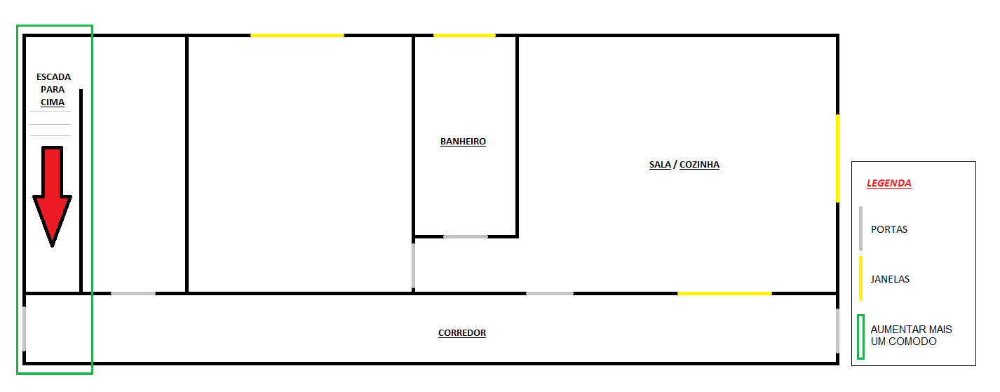 ESCADA
PARA
CIMA
BANHEIRO
SALA / COZINHA
CORREDOR
LEGENDA
PORTAS
JANELAS
AUMENTAR MAIS
UM COMODO